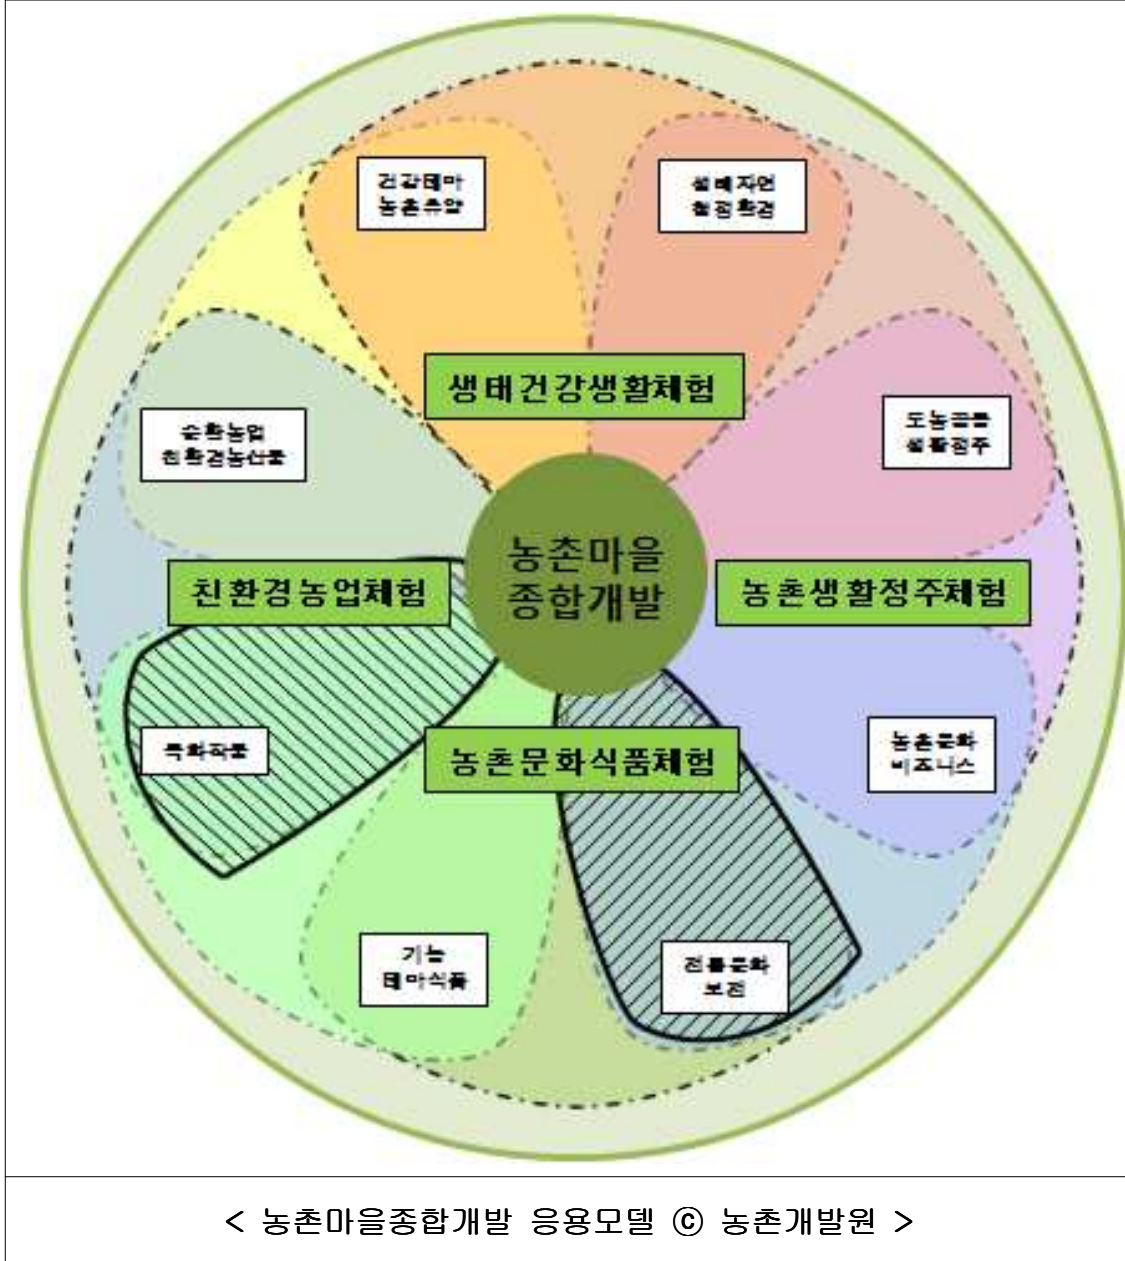 건강테마
농촌휴양
생태자연
청정환경
생태건강생활체험
도농공동
생활정주
순환농업
친환경농산물
농촌마을
종합개발
친환경농업체험
농촌생활정주체험
특화작물
농촌문화식품체험
농촌문화
비즈니스
기능
테마식품
전통문화
보전
< 농촌마을종합개발 응용모델 ⓒ 농촌개발원 >